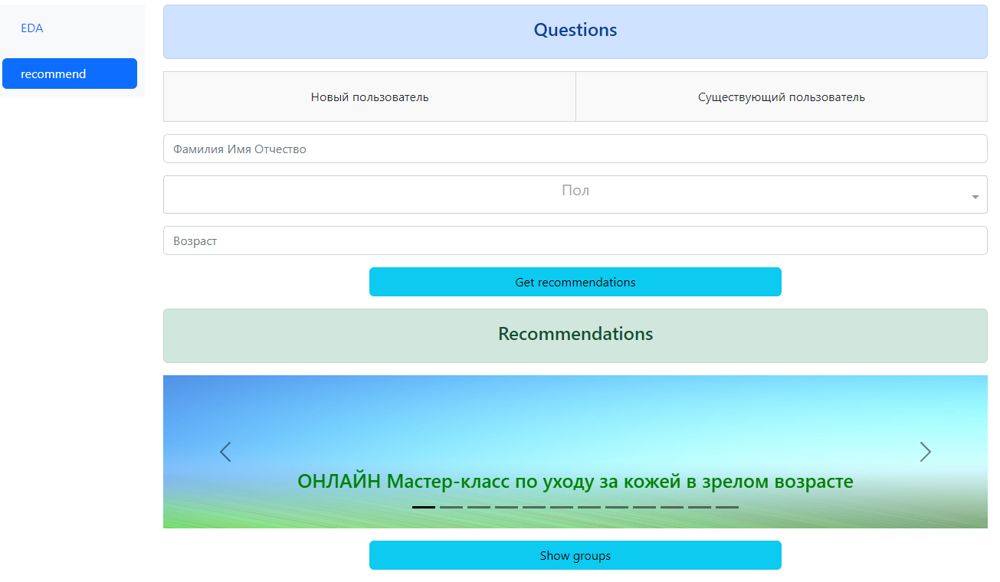 EDA
recommend
Questions
Новый пользователь
Существующий пользователь
Фамилия Имя Отчество
Пол
Возраст
Get recommendations
Recommendations
ОНЛАЙН Мастер-класс по уходу за кожей в зрелом возрасте
Show groups